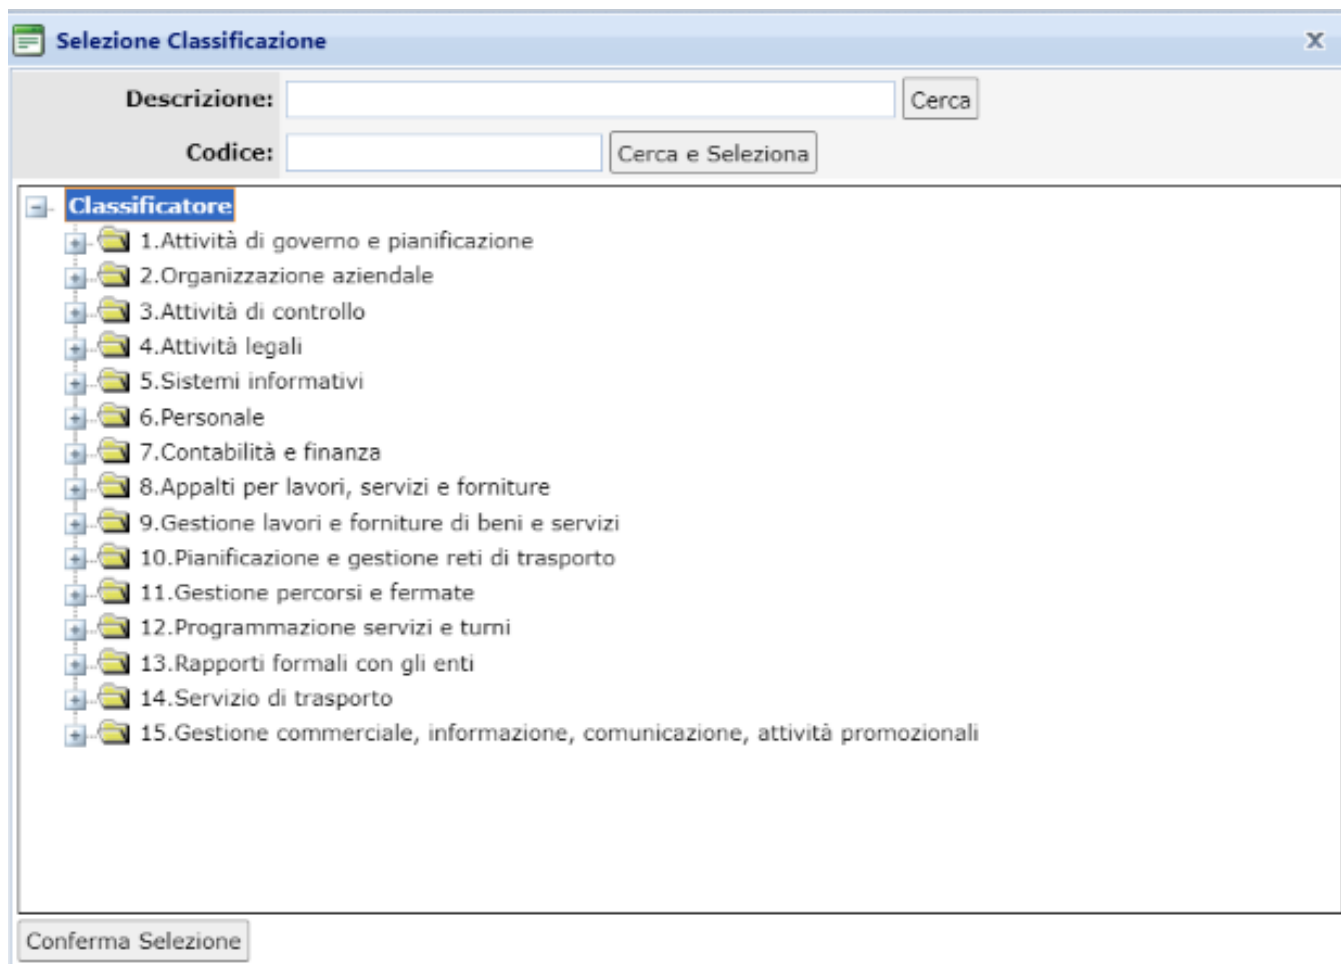 Selezione Classificazione
Descrizione: Cerca
Codice: Cerca e Seleziona
Classificatore
1.Attività di governo e pianificazione
2.Organizzazione aziendale
3.Attività di controllo
4.Attività legali
5.Sistemi informativi
6.Personale
7.Contabilità e finanza
8.Appalti per lavori, servizi e forniture
9.Gestione lavori e forniture di beni e servizi
10.Pianificazione e gestione reti di trasporto
11.Gestione percorsi e fermate
12.Programmazione servizi e turni
13.Rapporti formali con gli enti
14.Servizio di trasporto
15.Gestione commerciale, informazione, comunicazione, attività promozionali
Conferma Selezione